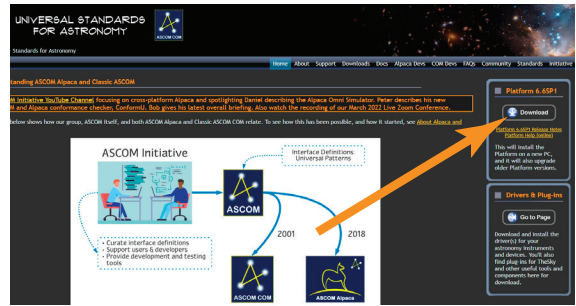 UNIVERSAL STANDARDS
FOR ASTRONOMY
ASCOM COM
Standards for Astronomy
Home About Support Downloads Docs Alpaca Devs COM Devs FAQs Community Standards Initiative
tanding ASCOM Alpaca and Classic ASCOM
M Initiative YouTube Channel focusing on cross-platform Alpaca and spotlighting Daniel describing the Alpaca Omni Simulator. Peter describes his new
M and Alpaca conformance checker, ConformU. Bob gives his latest overall briefing. Also watch the recording of our March 2022 Live Zoom Conference.
below shows how our group, ASCOM itself, and both ASCOM Alpaca and Classic ASCOM COM relate. To see how this has been possible, and how it started, see About Alpaca and
ASCOM Initiative
Interface Definitions:
Universal Patterns
ASCOM
2001
2018
• Curate interface definitions
• Support users & developers
• Provide development and testing
tools
ASCOM COM
ASCOM Alpaca
Platform 6.6SP1
Download
Platform 6.6SP1 Release Notes
Platform Help (online)
This will install the
Platform on a new PC,
and it will also upgrade
older Platform versions.
Drivers & Plug-ins
Go to Page
Download and install the
driver(s) for your
astronomy instruments
and devices. You'll also
find plug-ins for TheSky
and other useful tools and
components here for
download.